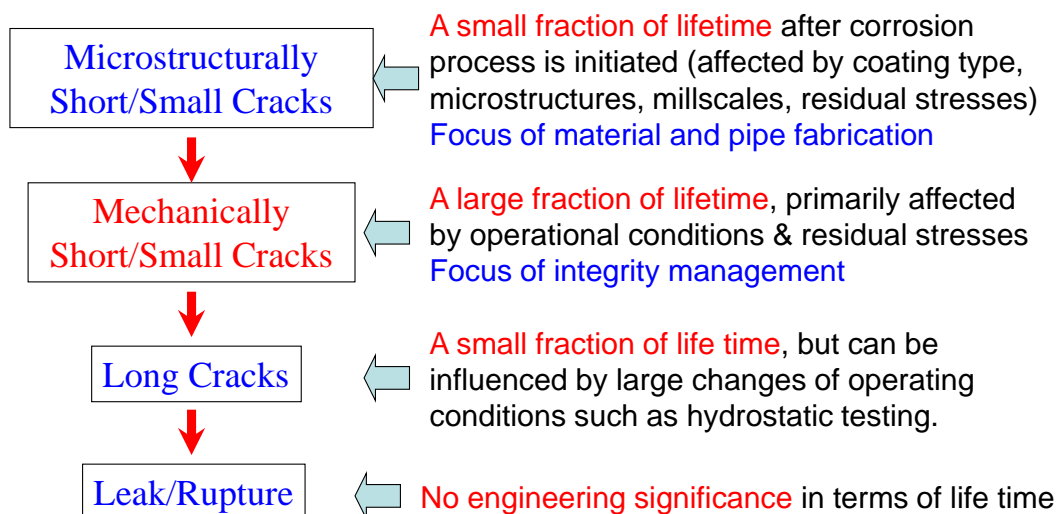 Microstructurally
Short/Small Cracks
A small fraction of lifetime after corrosion
process is initiated (affected by coating type,
microstructures, millscales, residual stresses)
Focus of material and pipe fabrication
Mechanically
Short/Small Cracks
A large fraction of lifetime, primarily affected
by operational conditions & residual stresses
Focus of integrity management
Long Cracks
A small fraction of life time, but can be
influenced by large changes of operating
conditions such as hydrostatic testing.
Leak/Rupture
No engineering significance in terms of life time